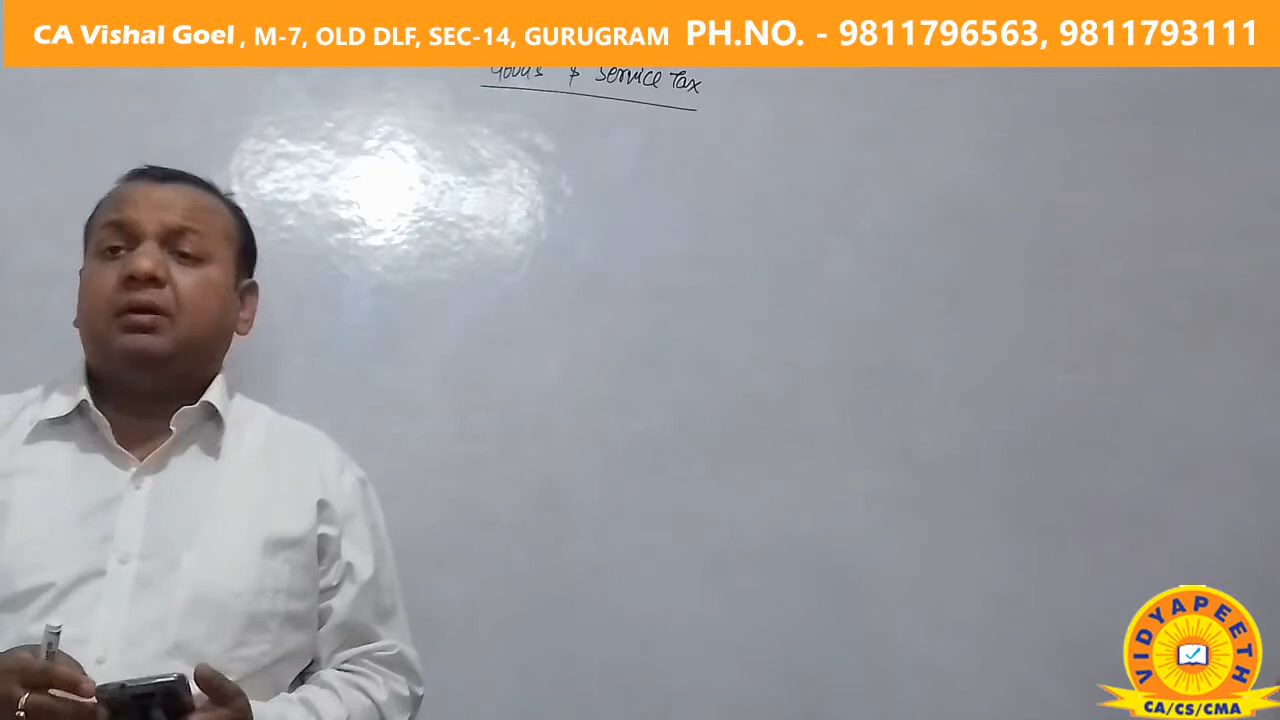 CA Vishal Goel , M-7, OLD DLF, SEC-14, GURUGRAM PH.NO. - 9811796563, 9811793111
Goods & Service Tax
VIDYAPEETH
CA/CS/CMA